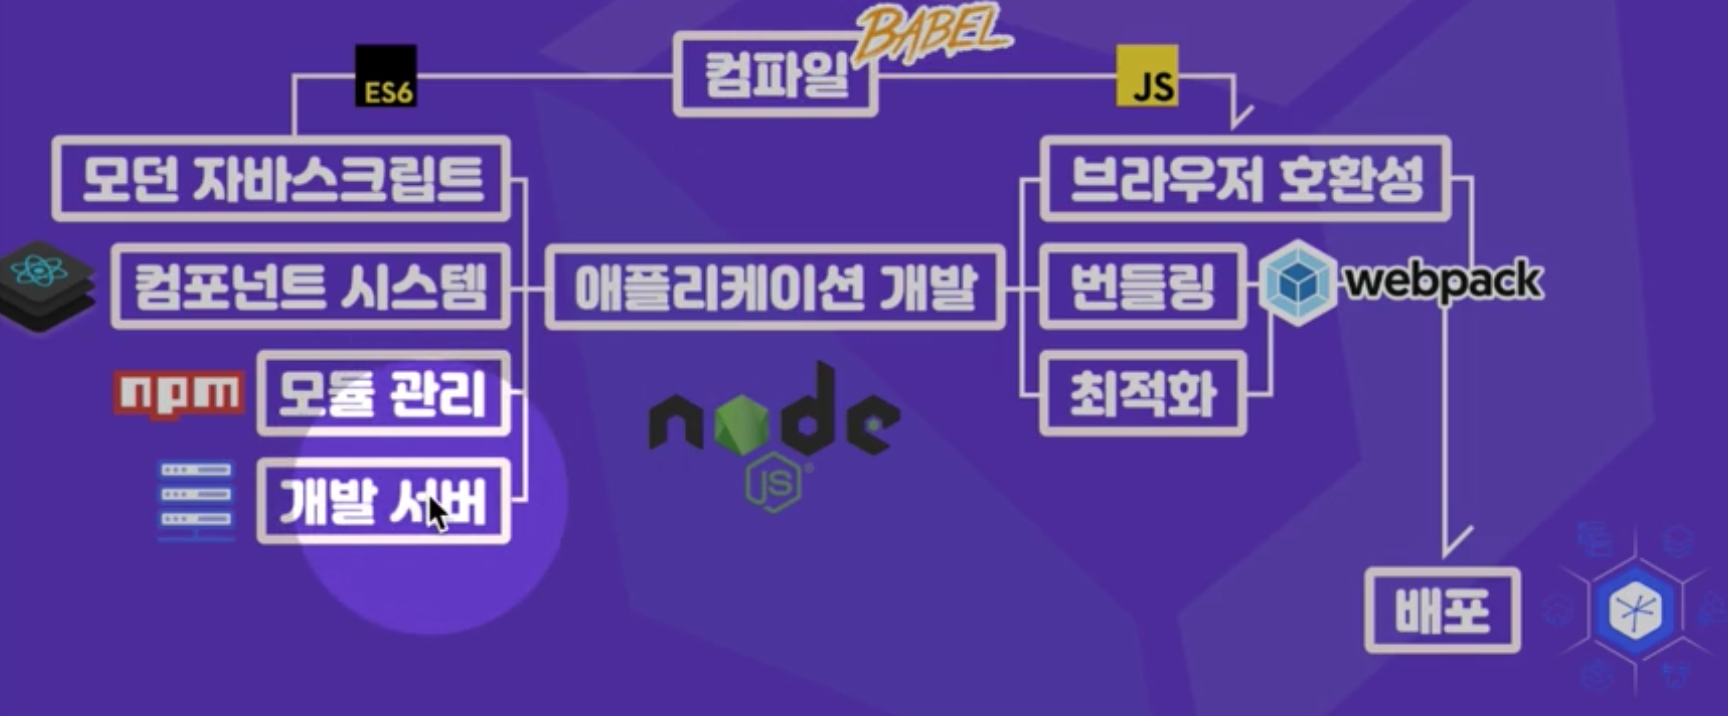 BABEL
ES6
컴파일
JS
모던 자바스크립트
브라우저 호환성
컴포넌트 시스템
애플리케이션 개발
번들링
webpack
npm
모듈 관리
최적화
node
JS
개발 서버
배포